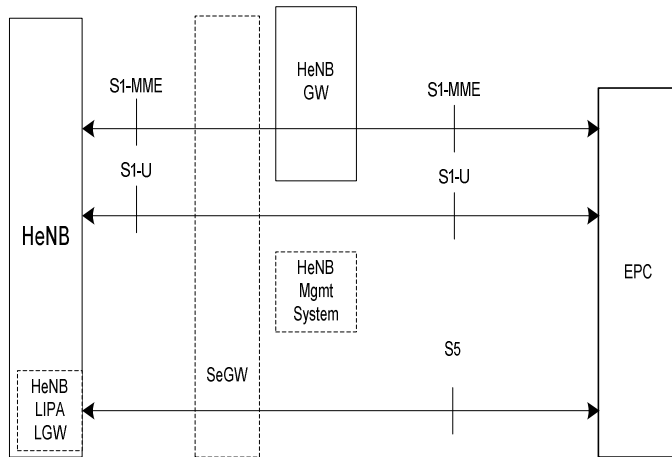 HeNB
GW
S1-MME
S1-MME
S1-U
S1-U
HeNB
HeNB
Mgmt
System
EPC
S5
SeGW
HeNB
LIPA
LGW